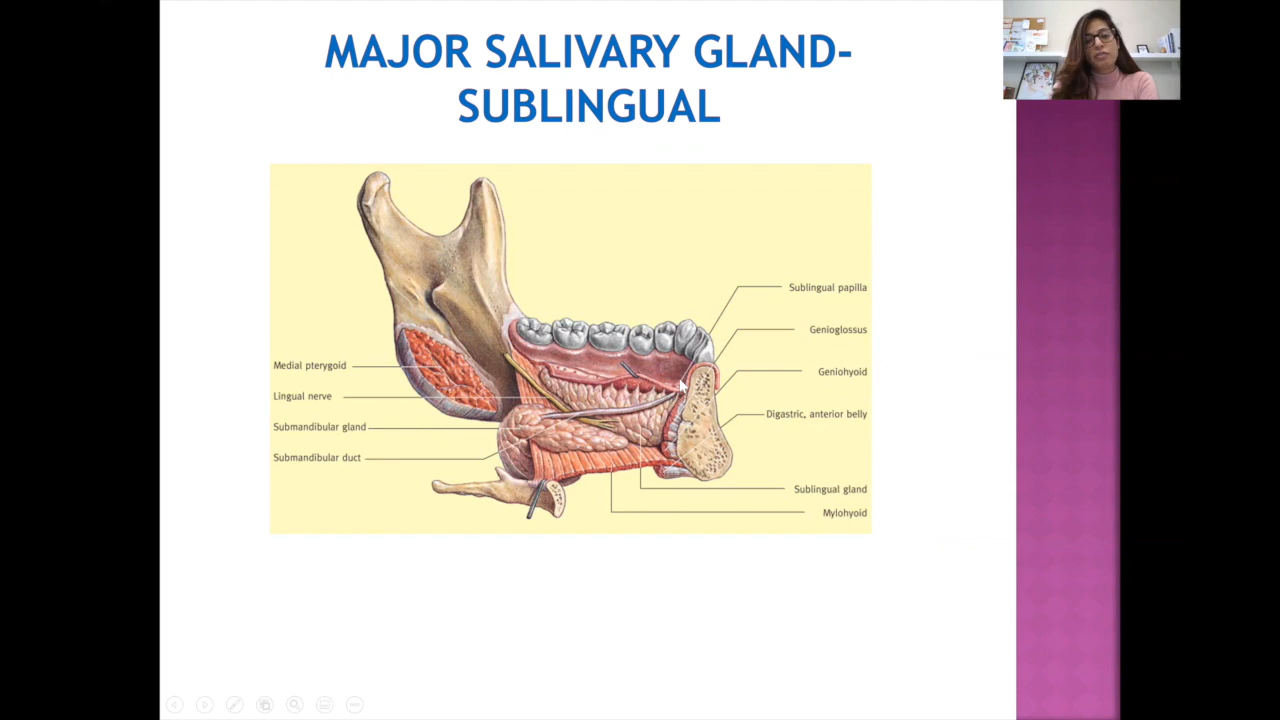 MAJOR SALIVARY GLAND-
SUBLINGUAL
Sublingual papilla
Genioglossus
Medial pterygoid
Geniohyoid
Lingual nerve
Digastric, anterior belly
Submandibular gland
Submandibular duct
Sublingual gland
Mylohyoid